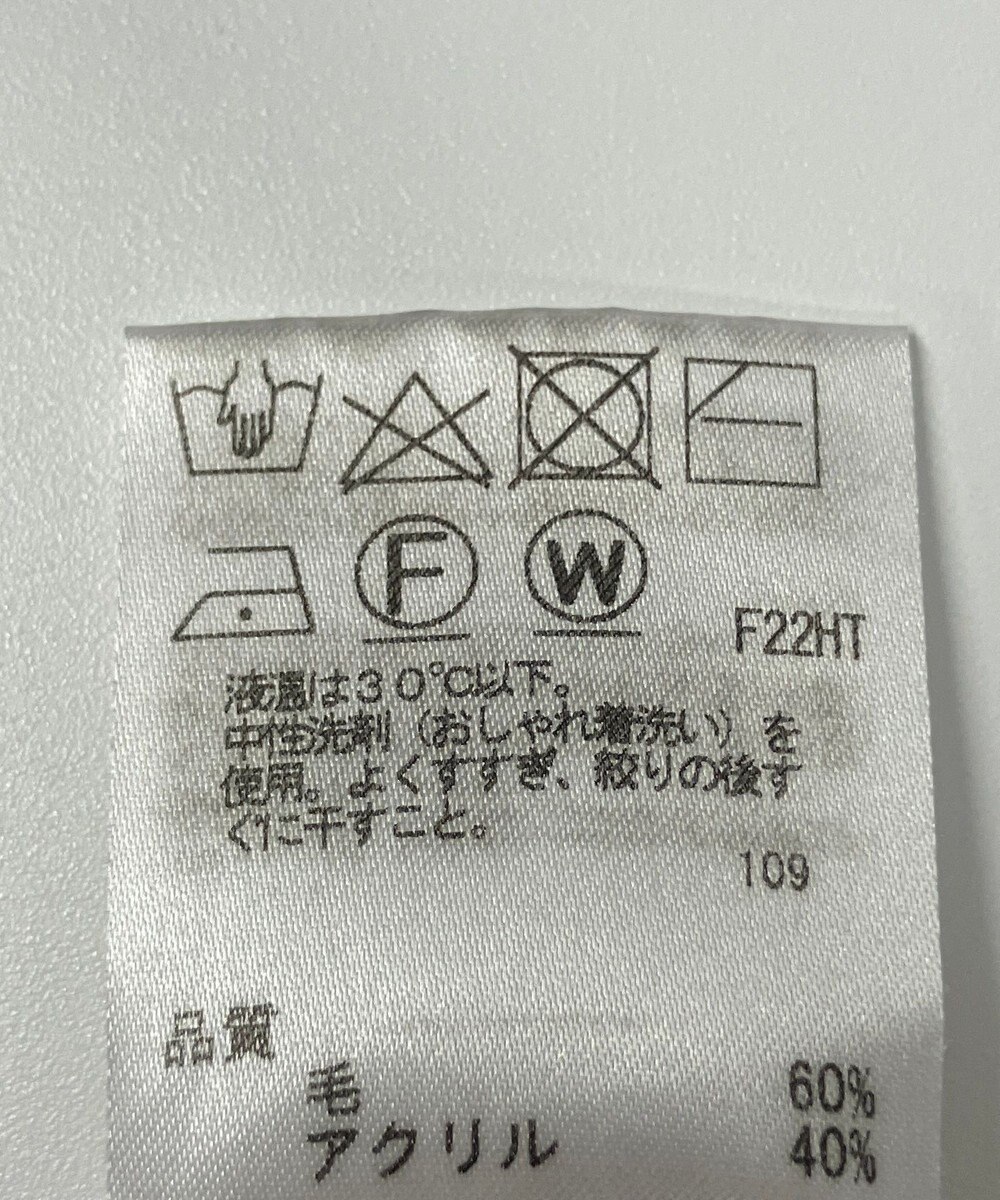 F
W
F22HT
液温は30℃以下。
中性洗剤（おしゃれ着洗い）を
使用。よくすすぎ、絞りの後す
ぐに干すこと。
109
品質
毛 60%
アクリル 40%